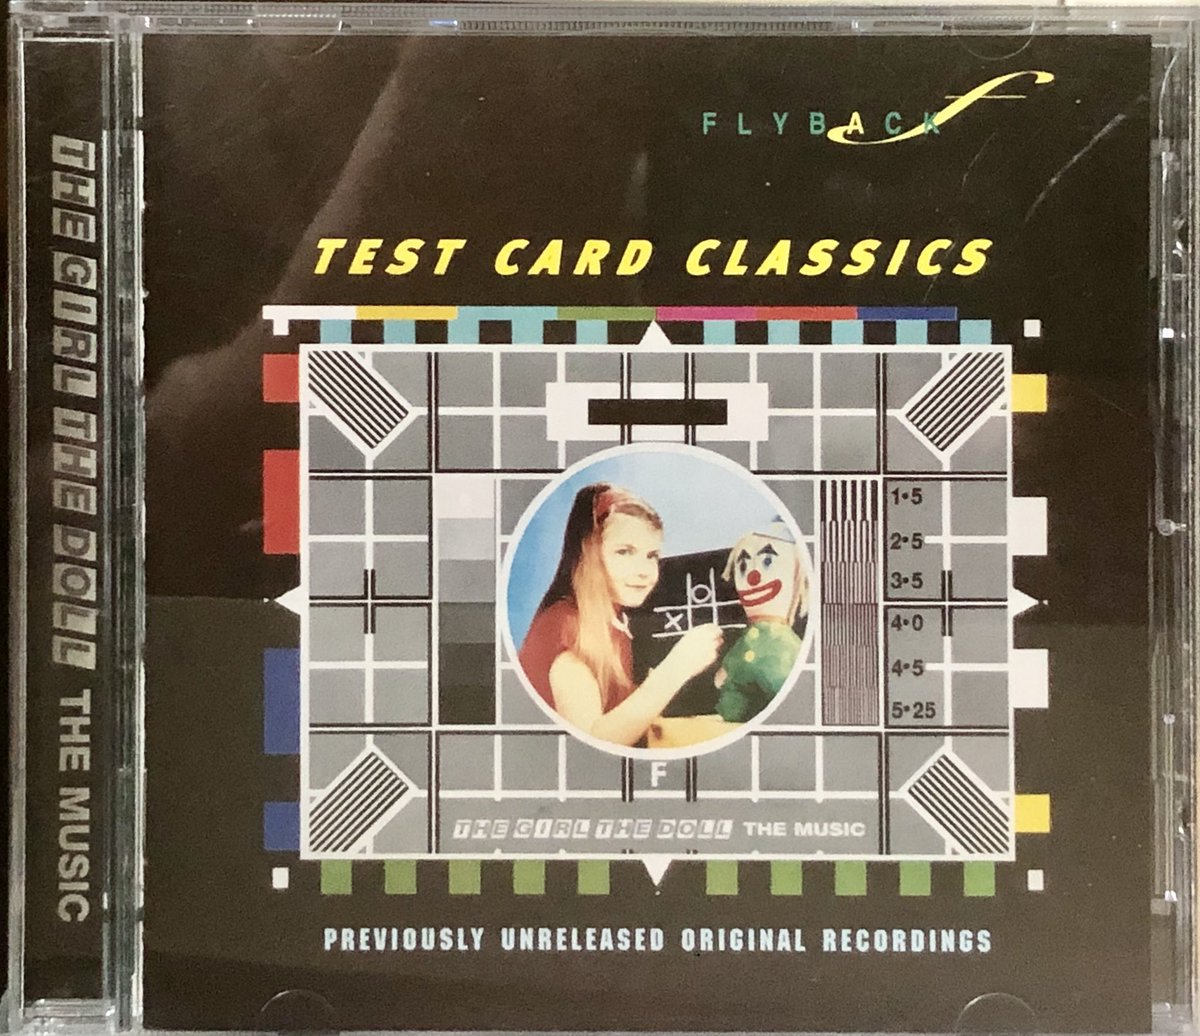 THE GIRL THE DOLL THE MUSIC
FLYBACK
f
TEST CARD CLASSICS
1•5
2•5
3•5
4•0
4•5
5•25
O
X
F
THE GIRL THE DOLL THE MUSIC
PREVIOUSLY UNRELEASED ORIGINAL RECORDINGS